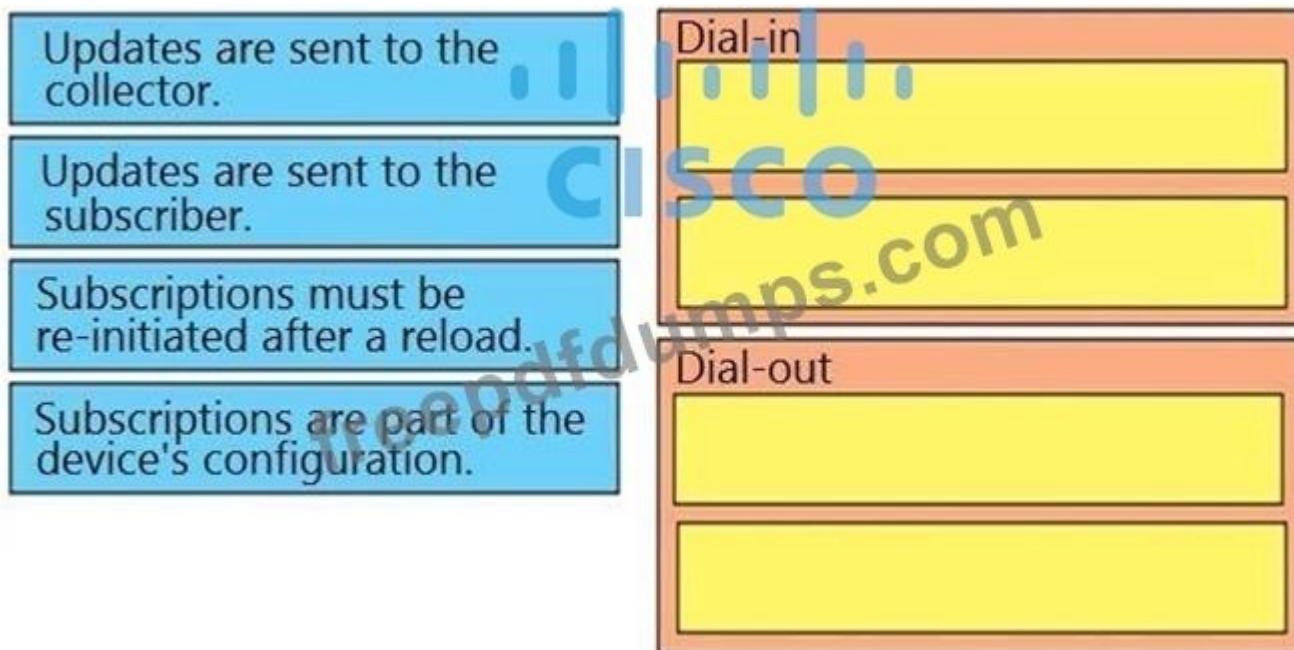 Updates are sent to the
collector.
Updates are sent to the
subscriber.
Subscriptions must be
re-initiated after a reload.
Subscriptions are part of the
device's configuration.
Dial-in
Dial-out
CISCO
freepdfdumps.com